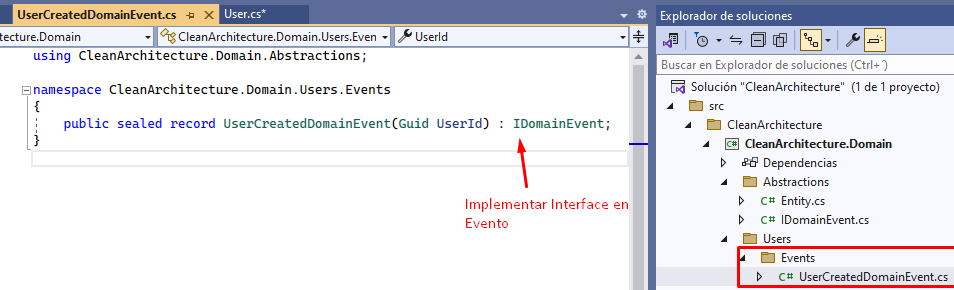 UserCreatedDomainEvent.cs
User.cs*
Explorador de soluciones
tecture.Domain
CleanArchitecture.Domain.Users.Even
UserId
using CleanArchitecture.Domain.Abstractions;
namespace CleanArchitecture.Domain.Users.Events
{
public sealed record UserCreatedDomainEvent(Guid UserId) : IDomainEvent;
}
Implementar Interface en
Evento
Buscar en Explorador de soluciones (Ctrl+´)
Solución "CleanArchitecture" (1 de 1 proyecto)
src
CleanArchitecture
C# CleanArchitecture.Domain
Dependencias
Abstractions
C# Entity.cs
C# IDomainEvent.cs
Users
Events
C# UserCreatedDomainEvent.cs